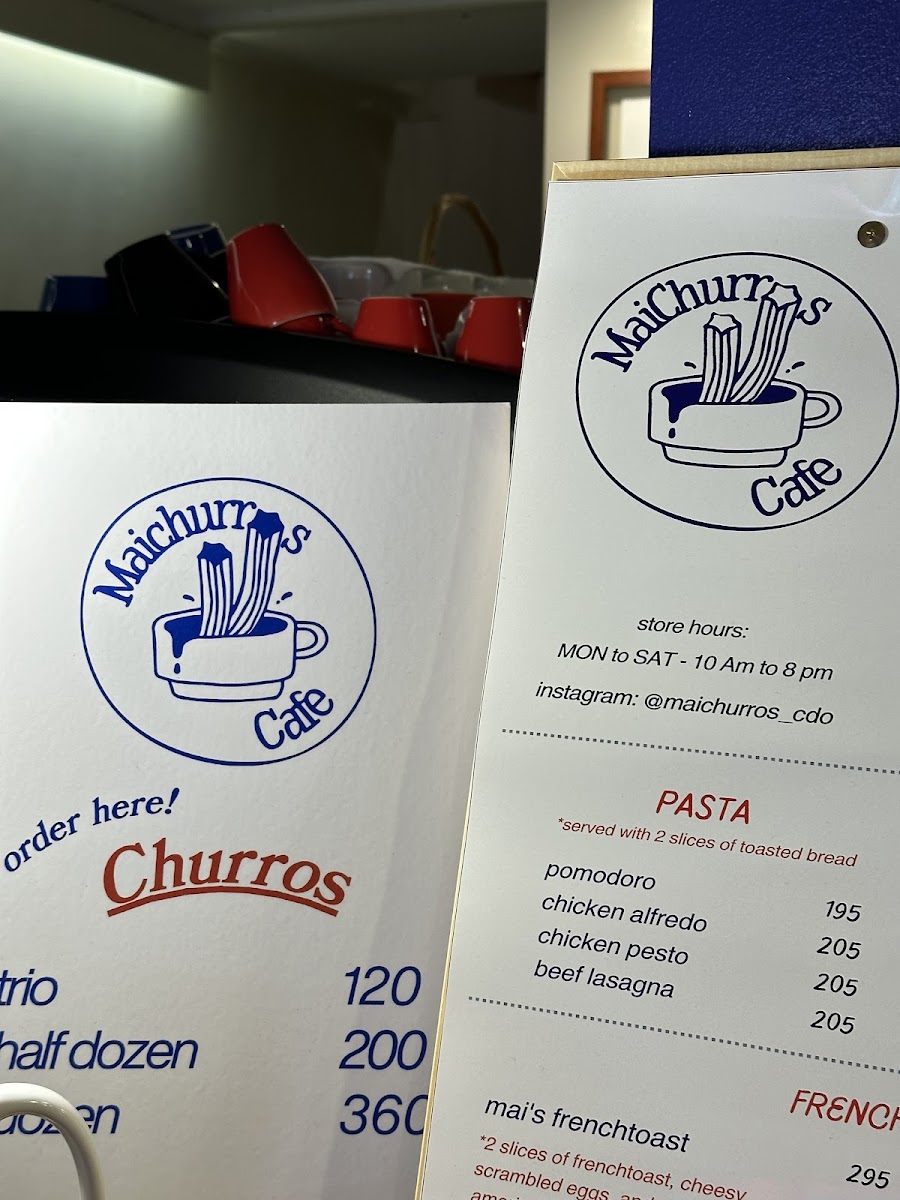 Maichurros
Cafe
order here!
Churros
trio 120
half dozen 200
dozen 360
MaiChurros
Cafe
store hours:
MON to SAT - 10 Am to 8 pm
instagram: @maichurros_cdo
PASTA
*served with 2 slices of toasted bread
pomodoro 195
chicken alfredo 205
chicken pesto 205
beef lasagna 205
FRENCH
mai's frenchtoast 295
*2 slices of frenchtoast, cheesy
scrambled eggs,